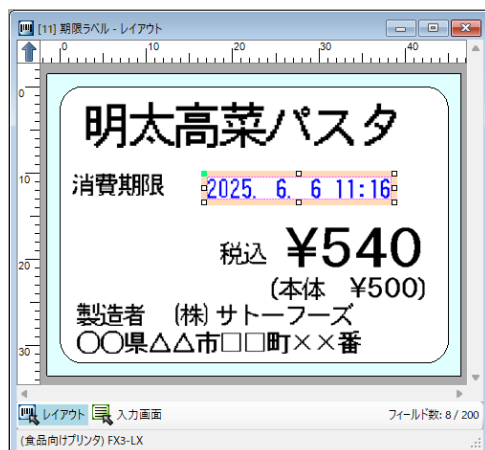 [11] 期限ラベル - レイアウト
0 10 20 30 40
0
10
20
30
明太高菜パスタ
消費期限 2025. 6. 6 11:16
税込 ¥540
(本体 ¥500)
製造者 (株) サトーフーズ
〇〇県△△市□□町××番
レイアウト 入力画面 フィールド数: 8 / 200
(食品向けプリンタ) FX3-LX